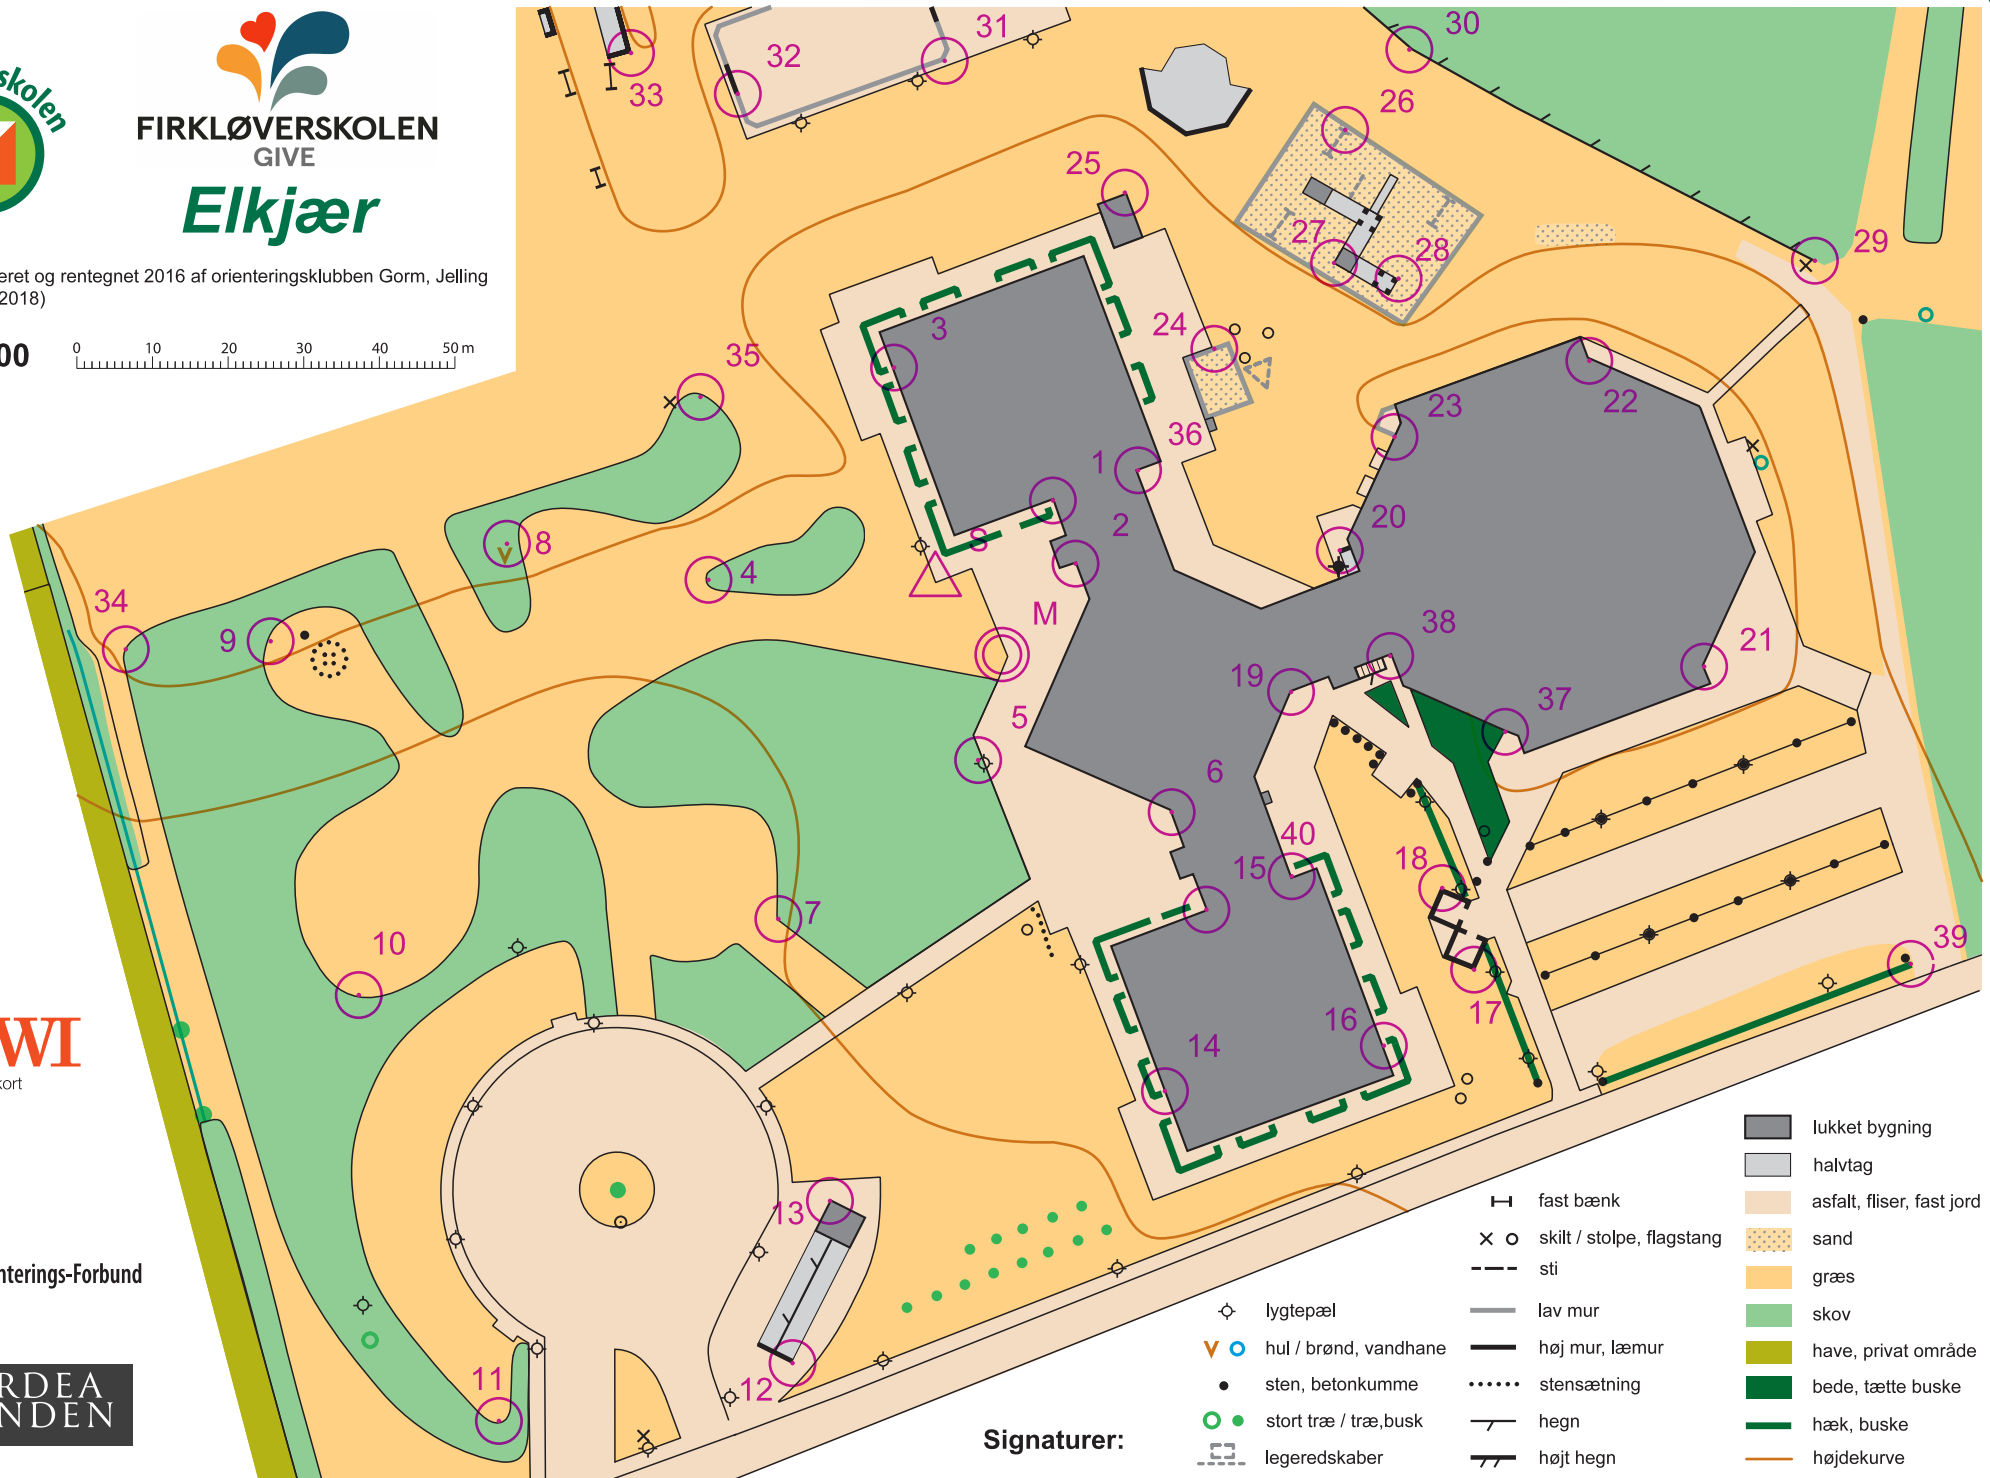 skolen
FIRKLØVERSKOLEN
GIVE
Elkjær
eret og rentegnet 2016 af orienteringsklubben Gorm, Jelling
2018)
00
0 10 20 30 40 50 m
30
31
32
33
26
25
29
27
28
3
24
35
22
23
36
1
20
2
S
8
4
34
M
9
38
21
19
37
5
6
40
18
15
7
10
39
17
16
14
WI
kort
13
nterings-Forbund
11
12
RDEA
NDEN
Signaturer:
lygtepæl
hul / brønd, vandhane
sten, betonkumme
stort træ / træ,busk
legeredskaber
fast bænk
skilt / stolpe, flagstang
sti
lav mur
høj mur, læmur
stensætning
hegn
højt hegn
lukket bygning
halvtag
asfalt, fliser, fast jord
sand
græs
skov
have, privat område
bede, tætte buske
hæk, buske
højdekurve